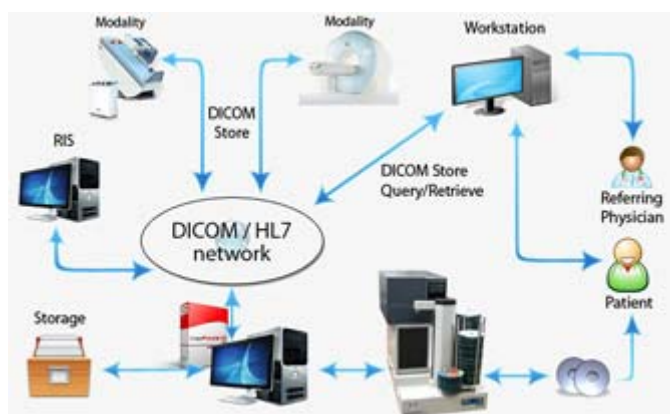 Modality
Modality
Workstation
DICOM
Store
RIS
DICOM Store
Query/Retrieve
Referring
Physician
DICOM / HL7
network
Patient
Storage